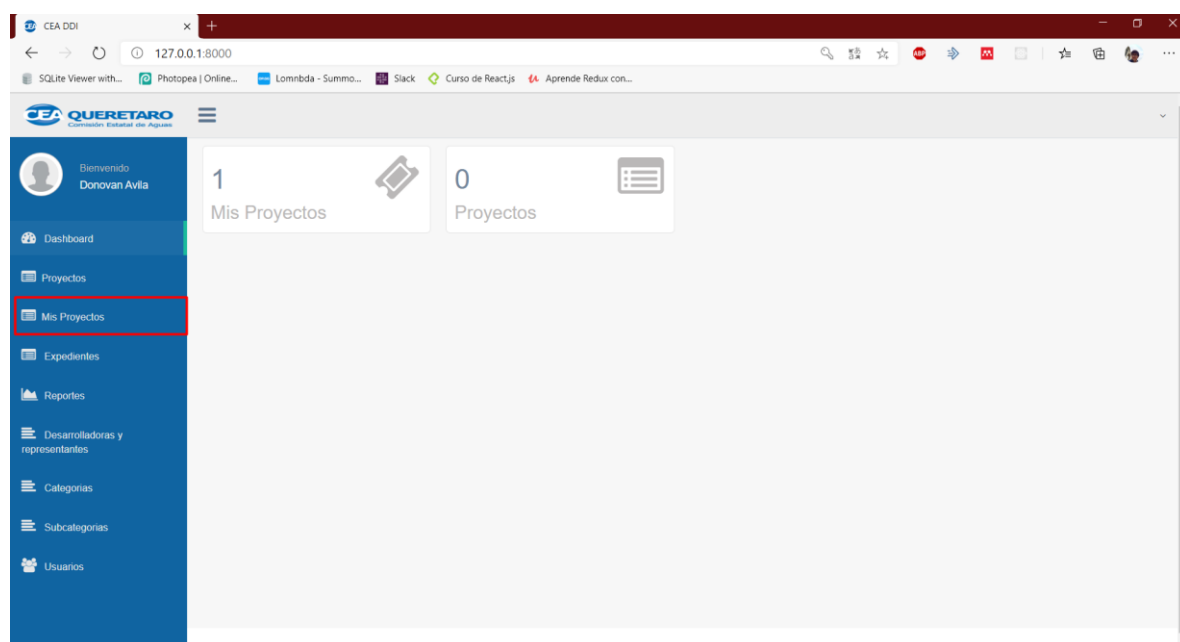 CEA DDI
127.0.0.1:8000
SQLite Viewer with...
Photopea | Online...
Lomnbda - Summo...
Slack
Curso de React.js
Aprende Redux con...
CEA QUERETARO
Comisión Estatal de Aguas
Bienvenido
Donovan Avila
1
Mis Proyectos
0
Proyectos
Dashboard
Proyectos
Mis Proyectos
Expedientes
Reportes
Desarrolladoras y
representantes
Categorias
Subcategorias
Usuarios